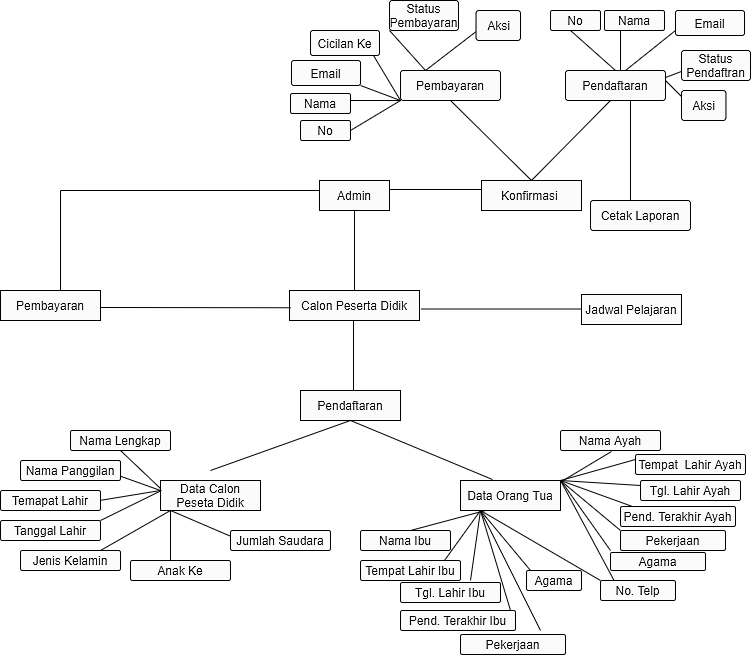 Status
Pembayaran
Aksi
No
Nama
Email
Cicilan Ke
Status
Pendaftran
Email
Pembayaran
Pendaftaran
Nama
Aksi
No
Admin
Konfirmasi
Cetak Laporan
Pembayaran
Calon Peserta Didik
Jadwal Pelajaran
Pendaftaran
Nama Lengkap
Nama Ayah
Nama Panggilan
Tempat Lahir Ayah
Data Calon
Peseta Didik
Data Orang Tua
Tgl. Lahir Ayah
Temapat Lahir
Pend. Terakhir Ayah
Tanggal Lahir
Jumlah Saudara
Nama Ibu
Pekerjaan
Jenis Kelamin
Agama
Anak Ke
Tempat Lahir Ibu
Agama
Tgl. Lahir Ibu
No. Telp
Pend. Terakhir Ibu
Pekerjaan